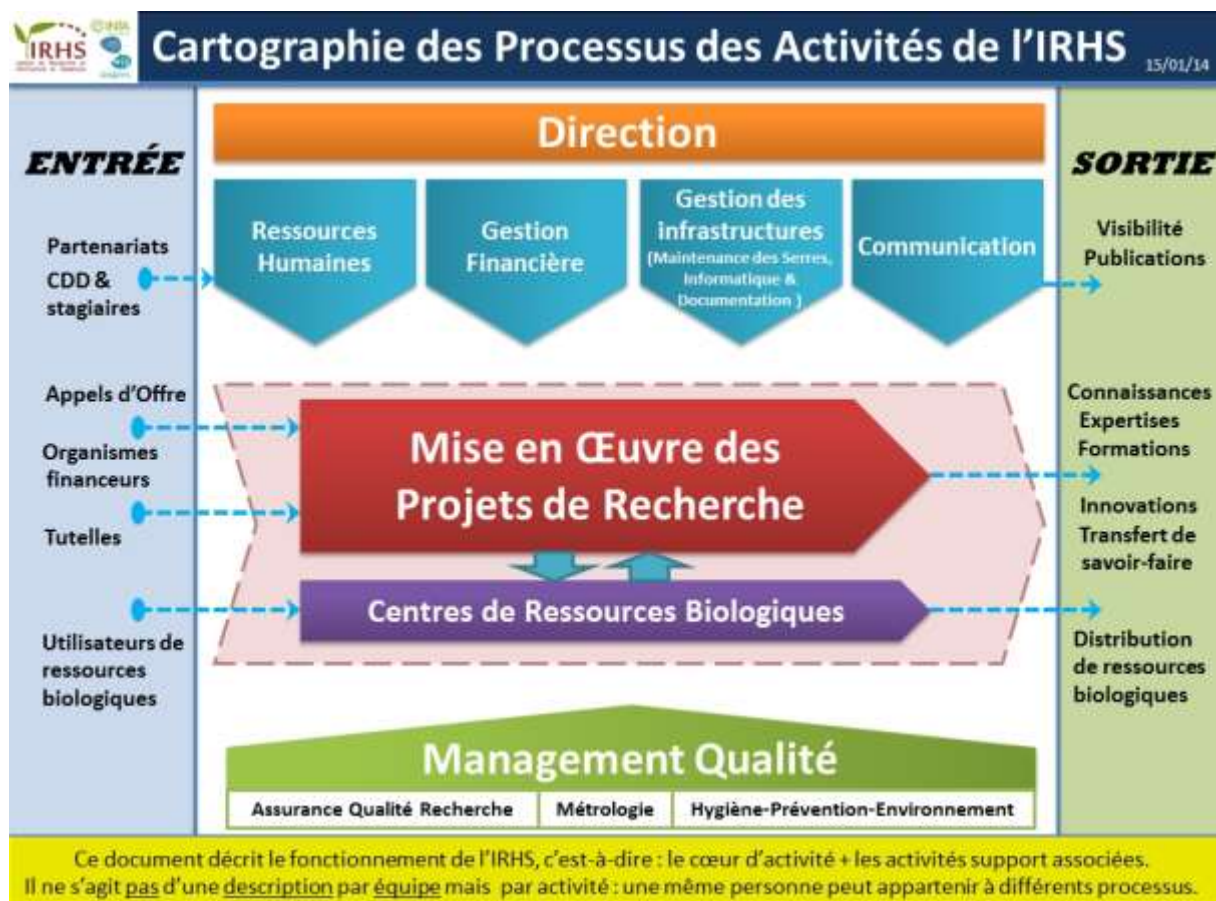 IRHS
INRA
Cartographie des Processus des Activités de l'IRHS
15/01/14
ENTRÉE
Partenariats
CDD &
stagiaires
Appels d'Offre
Organismes
financeurs
Tutelles
Utilisateurs de
ressources
biologiques
Direction
Ressources
Humaines
Gestion
Financière
Gestion des
infrastructures
(Maintenance des Serres,
Informatique &
Documentation )
Communication
Mise en Œuvre des
Projets de Recherche
Centres de Ressources Biologiques
Management Qualité
Assurance Qualité Recherche
Métrologie
Hygiène-Prévention-Environnement
SORTIE
Visibilité
Publications
Connaissances
Expertises
Formations
Innovations
Transfert de
savoir-faire
Distribution
de ressources
biologiques
Ce document décrit le fonctionnement de l'IRHS, c'est-à-dire : le cœur d'activité + les activités support associées.
Il ne s'agit pas d'une description par équipe mais par activité : une même personne peut appartenir à différents processus.